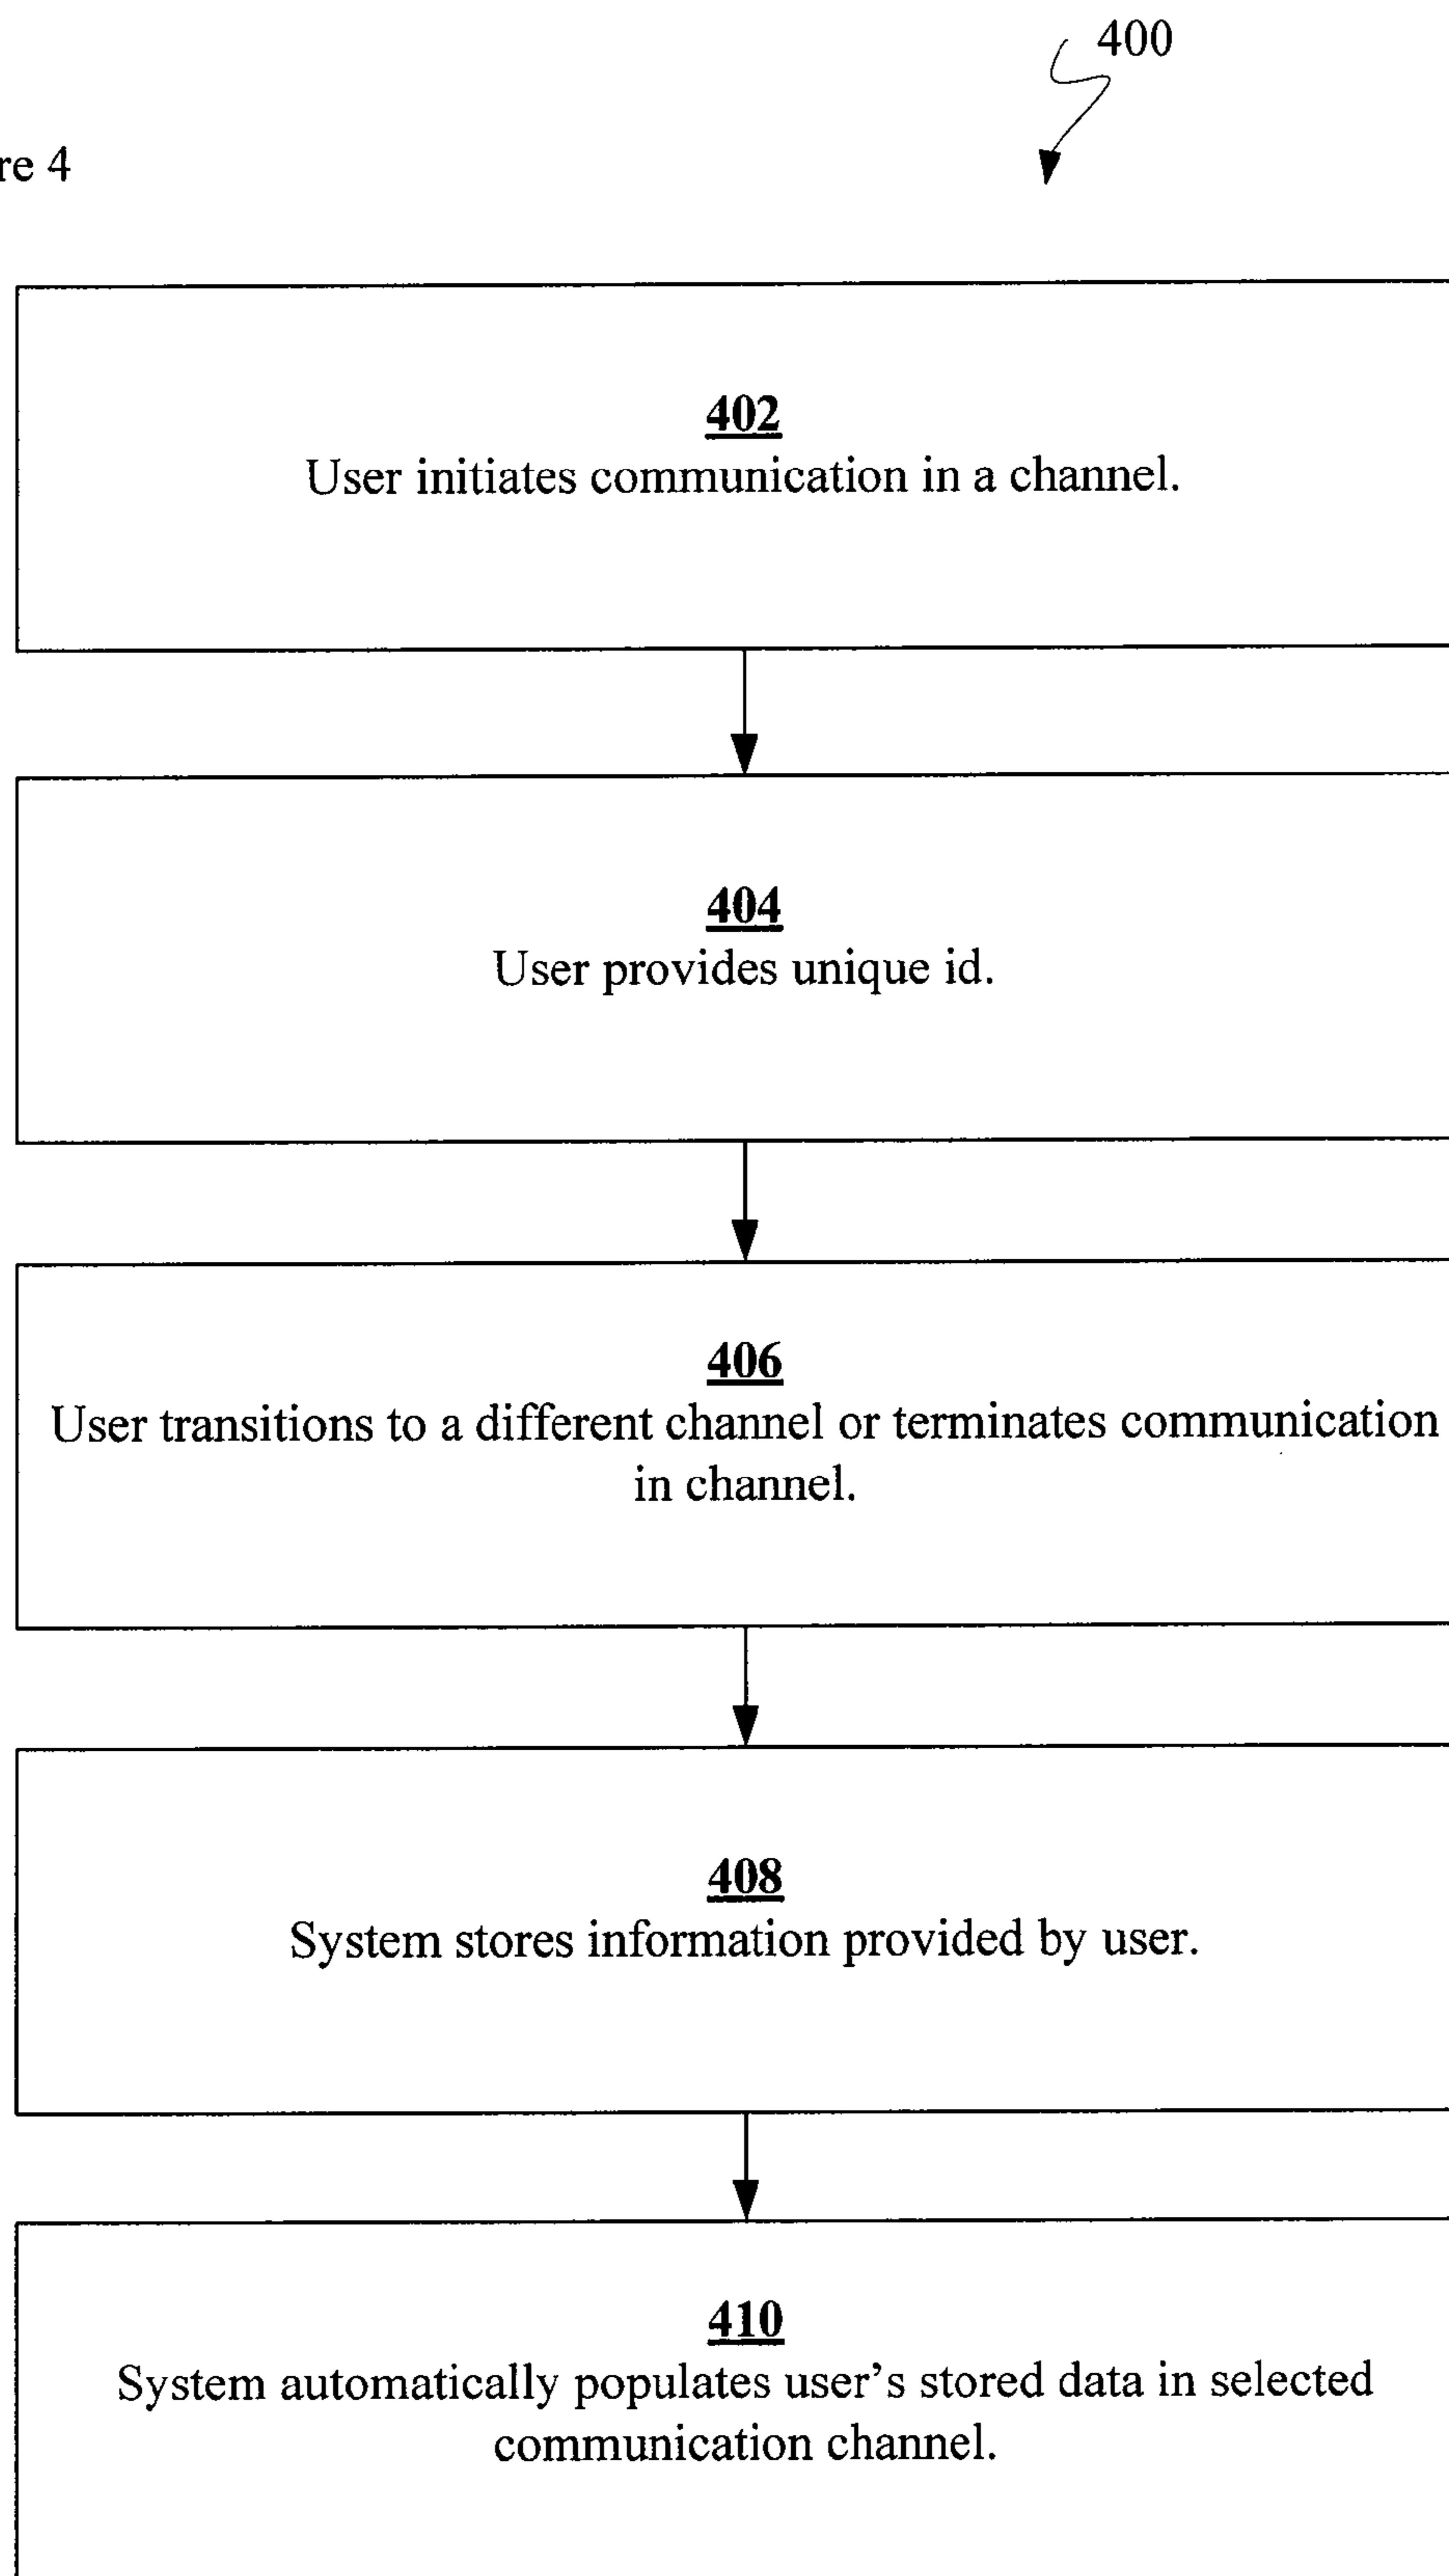 400
re 4
402
User initiates communication in a channel.
404
User provides unique id.
406
User transitions to a different channel or terminates communication
in channel.
408
System stores information provided by user.
410
System automatically populates user’s stored data in selected
communication channel.